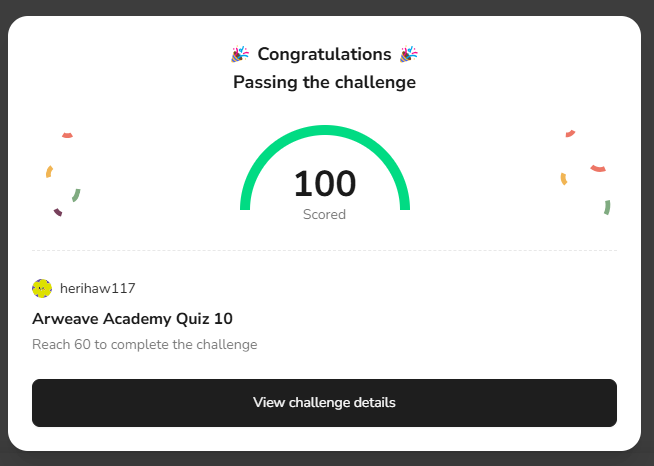 🎉 Congratulations 🎉
Passing the challenge
100
Scored
herihaw117
Arweave Academy Quiz 10
Reach 60 to complete the challenge
View challenge details